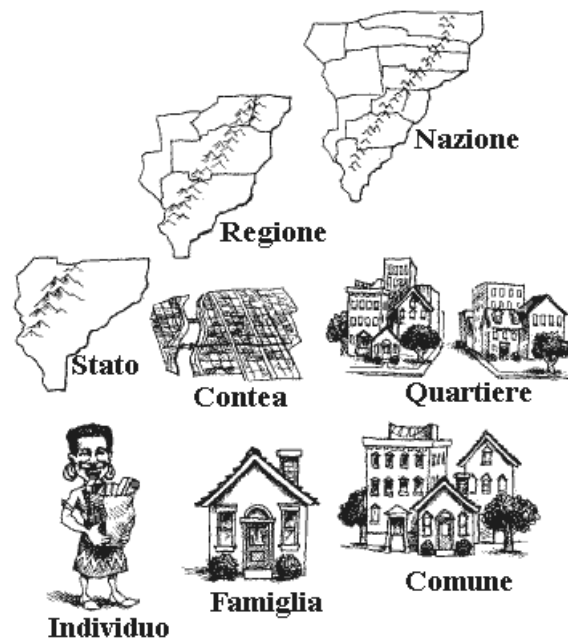 Nazione
Regione
Stato
Contea
Quartiere
Individuo
Famiglia
Comune